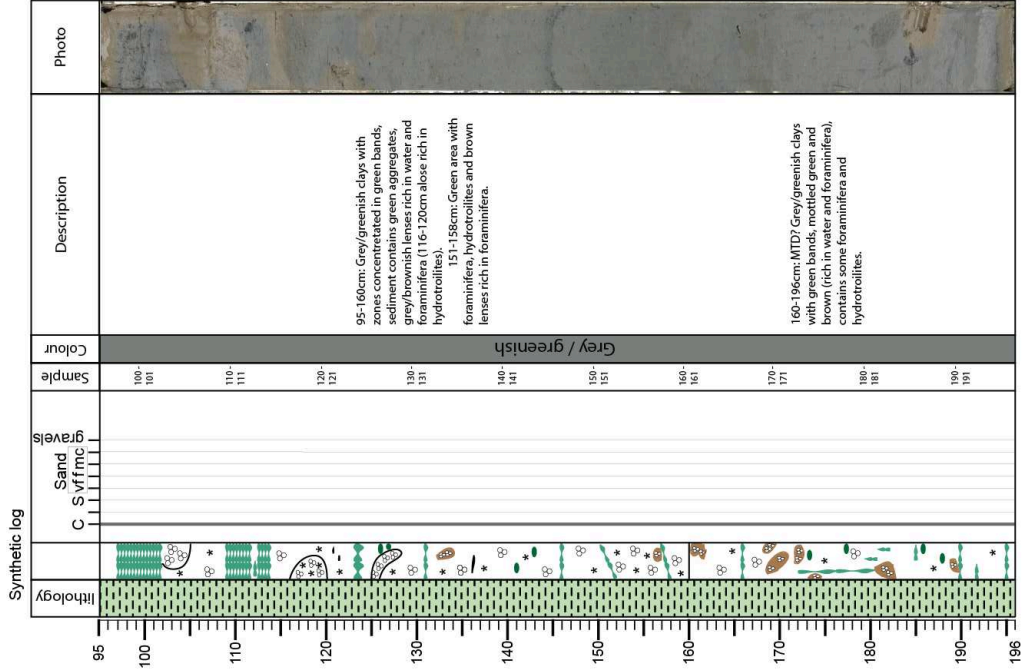 Synthetic log
lithology
C
S
vf f m c
Sand
gravels
Sample
Colour
Description
Photo
95
100
110
120
130
140
150
160
170
180
190
196
100-
101
110-
111
120-
121
130-
131
140-
141
150-
151
160-
161
170-
171
180-
181
190-
191
Grey / greenish
95-160cm: Grey/greenish clays with
zones concentretated in green bands,
sediment contains green aggregates,
grey/brownish lenses rich in water and
foraminifera (116-120cm alose rich in
hydrotroilites).
151-158cm: Green area with
foraminifera, hydrotroilites and brown
lenses rich in foraminifera.
160-196cm: MTD? Grey/greenish clays
with green bands, mottled green and
brown (rich in water and foraminifera),
contains some foraminifera and
hydrotroilites.